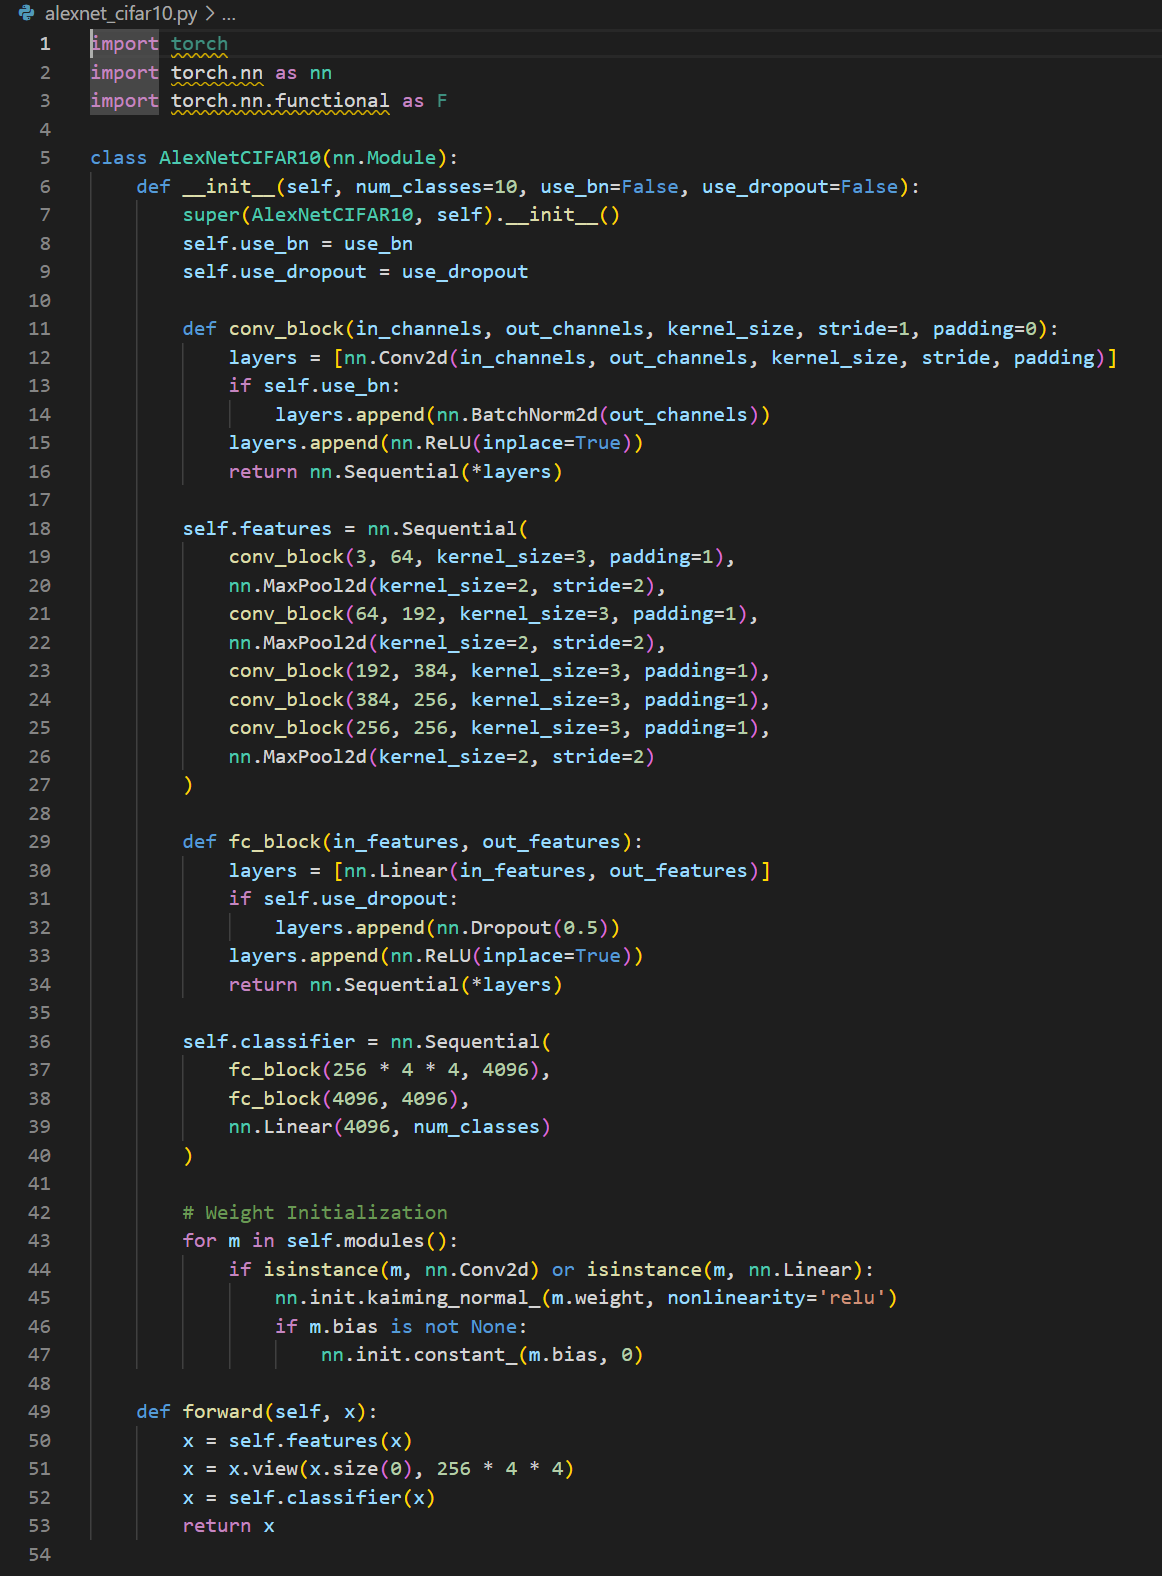 alexnet_cifar10.py > ...
1 import torch
2 import torch.nn as nn
3 import torch.nn.functional as F
4
5 class AlexNetCIFAR10(nn.Module):
6     def __init__(self, num_classes=10, use_bn=False, use_dropout=False):
7         super(AlexNetCIFAR10, self).__init__()
8         self.use_bn = use_bn
9         self.use_dropout = use_dropout
10
11         def conv_block(in_channels, out_channels, kernel_size, stride=1, padding=0):
12             layers = [nn.Conv2d(in_channels, out_channels, kernel_size, stride, padding)]
13             if self.use_bn:
14                 layers.append(nn.BatchNorm2d(out_channels))
15             layers.append(nn.ReLU(inplace=True))
16             return nn.Sequential(*layers)
17
18         self.features = nn.Sequential(
19             conv_block(3, 64, kernel_size=3, padding=1),
20             nn.MaxPool2d(kernel_size=2, stride=2),
21             conv_block(64, 192, kernel_size=3, padding=1),
22             nn.MaxPool2d(kernel_size=2, stride=2),
23             conv_block(192, 384, kernel_size=3, padding=1),
24             conv_block(384, 256, kernel_size=3, padding=1),
25             conv_block(256, 256, kernel_size=3, padding=1),
26             nn.MaxPool2d(kernel_size=2, stride=2)
27         )
28
29         def fc_block(in_features, out_features):
30             layers = [nn.Linear(in_features, out_features)]
31             if self.use_dropout:
32                 layers.append(nn.Dropout(0.5))
33             layers.append(nn.ReLU(inplace=True))
34             return nn.Sequential(*layers)
35
36         self.classifier = nn.Sequential(
37             fc_block(256 * 4 * 4, 4096),
38             fc_block(4096, 4096),
39             nn.Linear(4096, num_classes)
40         )
41
42         # Weight Initialization
43         for m in self.modules():
44             if isinstance(m, nn.Conv2d) or isinstance(m, nn.Linear):
45                 nn.init.kaiming_normal_(m.weight, nonlinearity='relu')
46                 if m.bias is not None:
47                     nn.init.constant_(m.bias, 0)
48
49     def forward(self, x):
50         x = self.features(x)
51         x = x.view(x.size(0), 256 * 4 * 4)
52         x = self.classifier(x)
53         return x
54